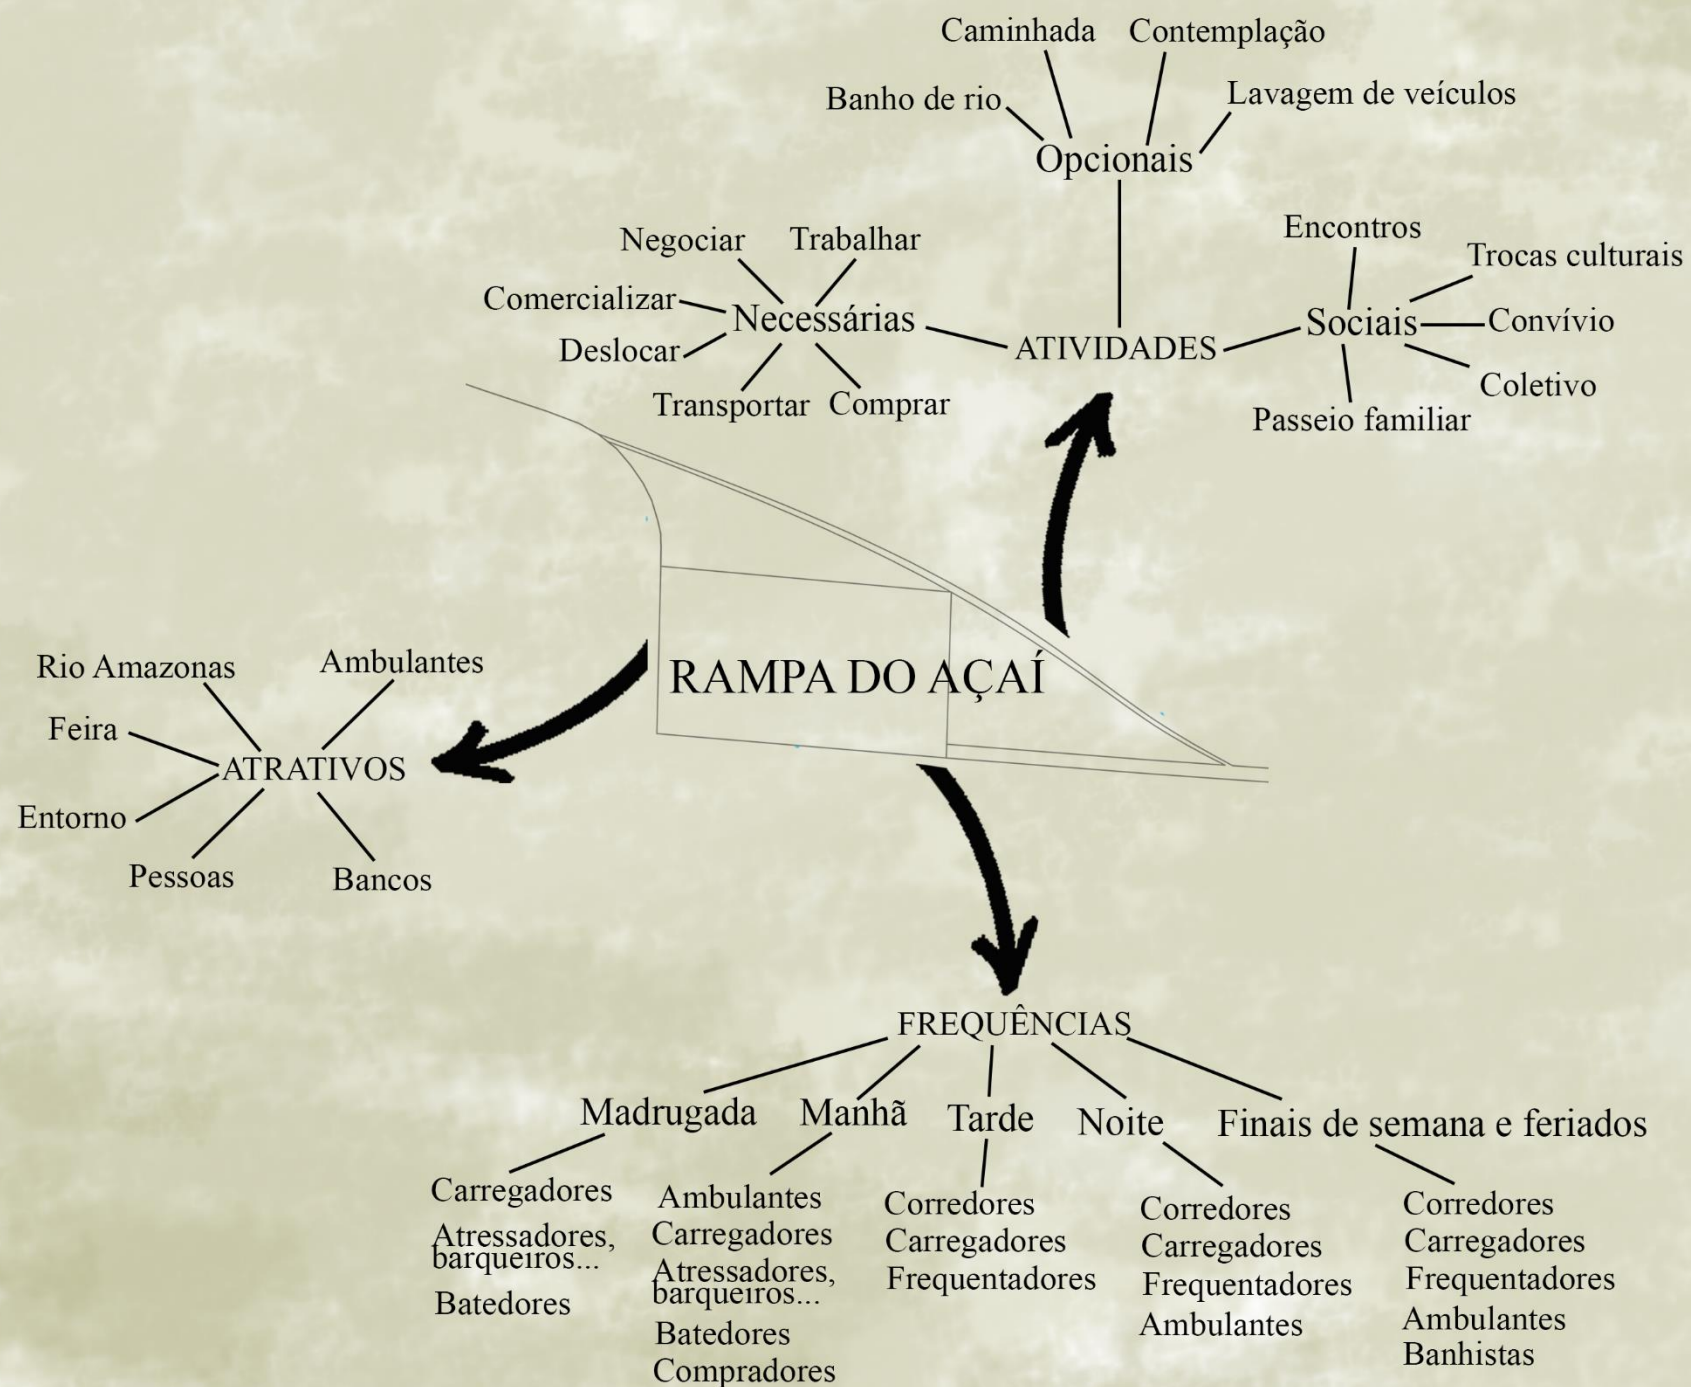 Caminhada
Contemplação
Banho de rio
Lavagem de veículos
Opcionais
Negociar
Trabalhar
Comercializar
Necessárias
Deslocar
Transportar
Comprar
ATIVIDADES
Encontros
Trocas culturais
Sociais
Convívio
Coletivo
Passeio familiar
RAMPA DO AÇAÍ
Rio Amazonas
Ambulantes
Feira
ATRATIVOS
Entorno
Pessoas
Bancos
FREQUÊNCIAS
Madrugada
Carregadores
Atressadores,
barqueiros...
Batedores
Manhã
Ambulantes
Carregadores
Atressadores,
barqueiros...
Batedores
Compradores
Tarde
Corredores
Carregadores
Frequentadores
Noite
Corredores
Carregadores
Frequentadores
Ambulantes
Finais de semana e feriados
Corredores
Carregadores
Frequentadores
Ambulantes
Banhistas